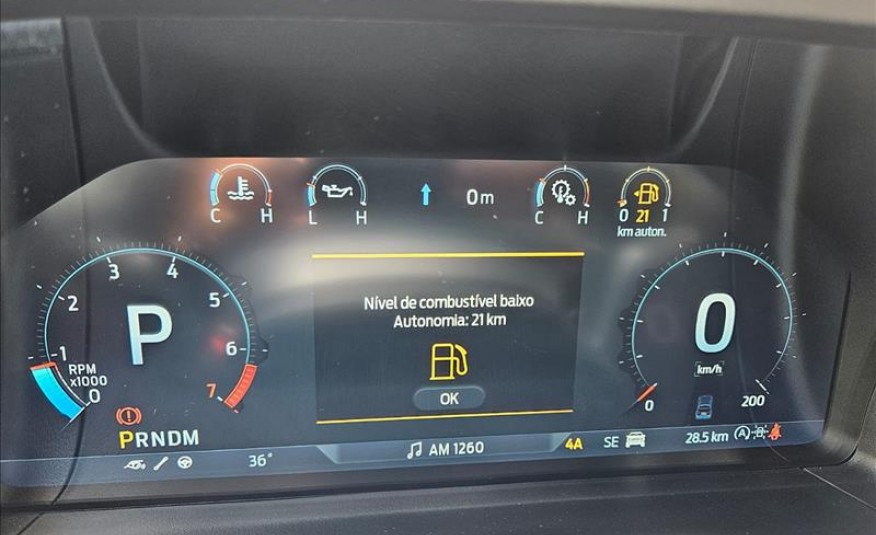 C H
L H
0 m
C H
0 21 1
km auton.
1 2 3 4 5 6 7
RPM
x1000
0
P
Nível de combustível baixo
Autonomia: 21 km
OK
0
km/h
0 200
PRNDM
36°
AM 1260
4A
SE
28.5 km
A